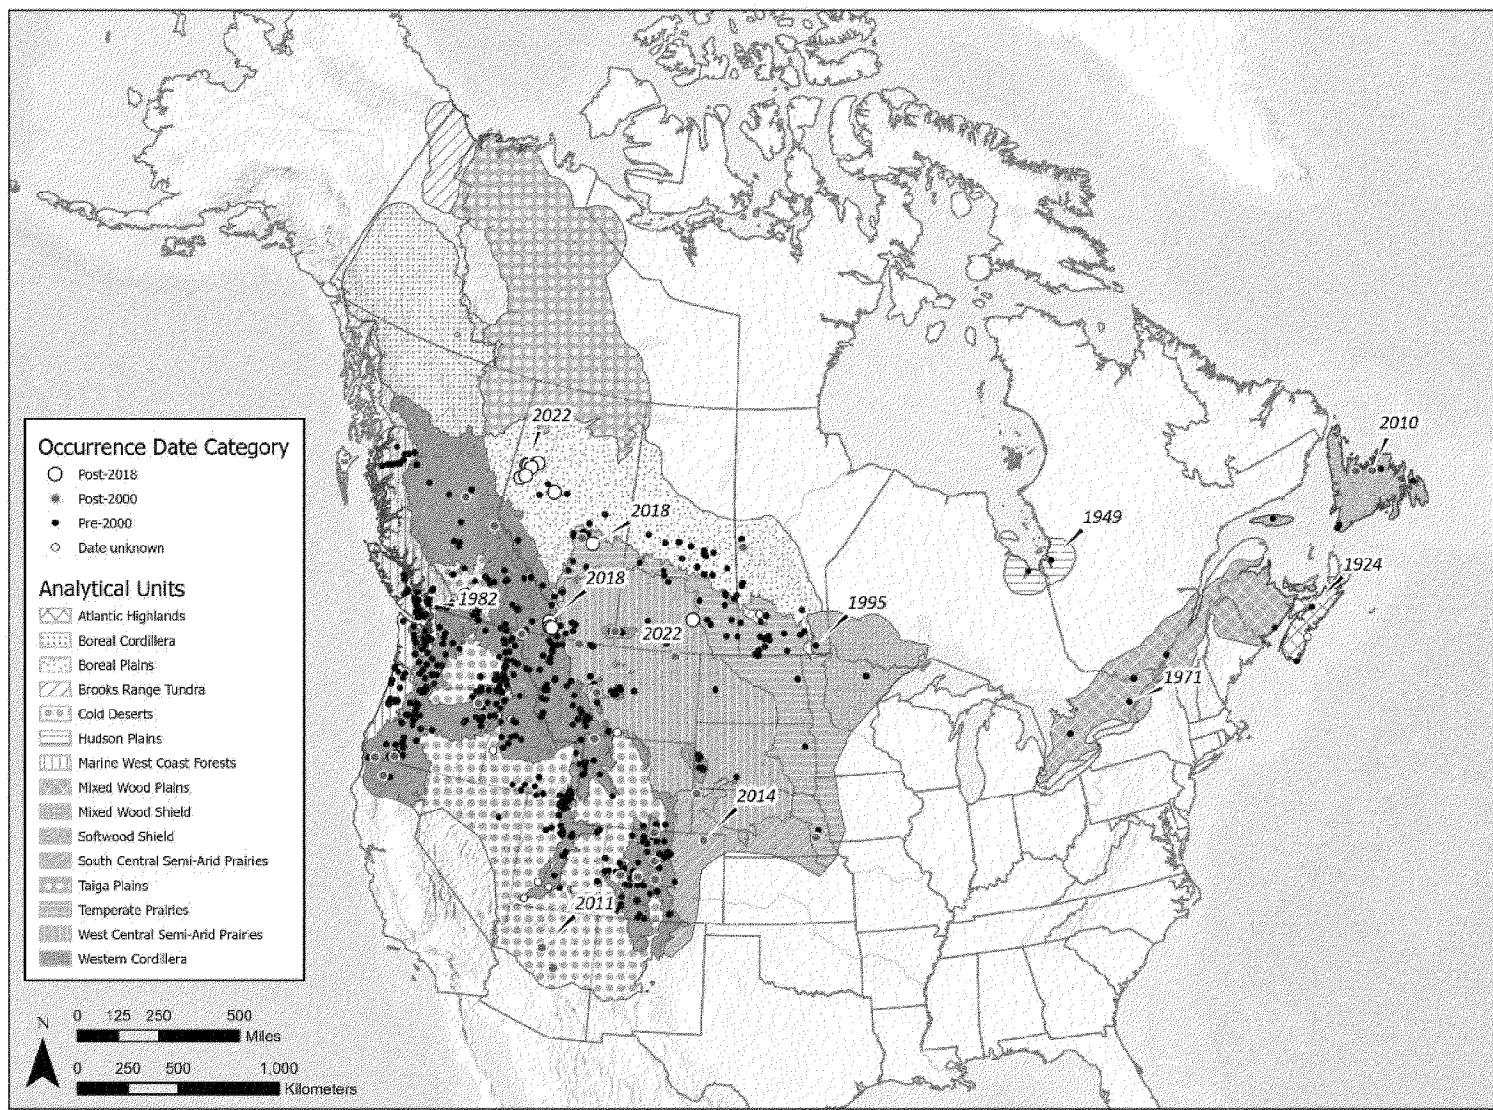 2022
2010
2018
1949
2018
1924
1982
1995
2022
1971
2014
2011
Occurrence Date Category
Post-2018
Post-2000
Pre-2000
Date unknown
Analytical Units
Atlantic Highlands
Boreal Cordillera
Boreal Plains
Brooks Range Tundra
Cold Deserts
Hudson Plains
Marine West Coast Forests
Mixed Wood Plains
Mixed Wood Shield
Softwood Shield
South Central Semi-Arid Prairies
Taiga Plains
Temperate Prairies
West Central Semi-Arid Prairies
Western Cordillera
N
0 125 250 500
Miles
0 250 500 1,000
Kilometers